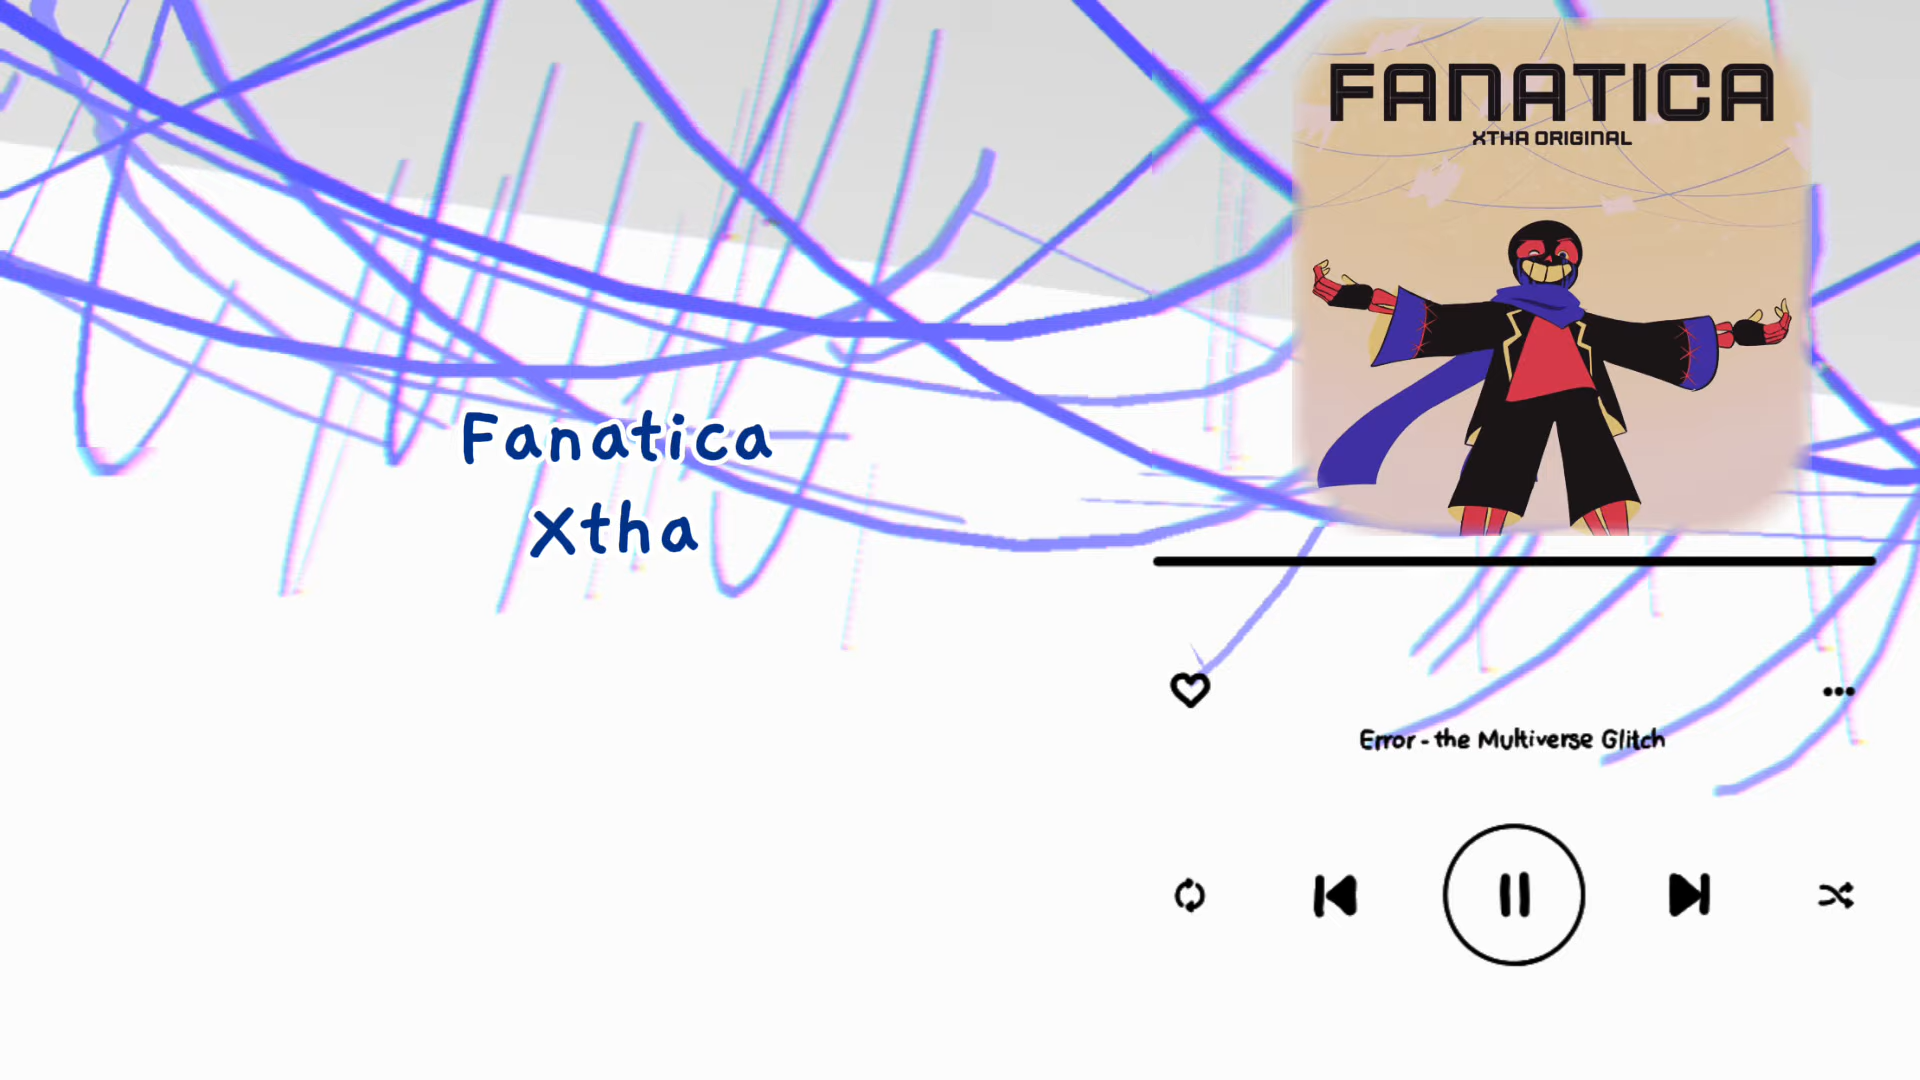 FANATICA
XTHA ORIGINAL
Fanatica
Xtha
Error - the Multiverse Glitch